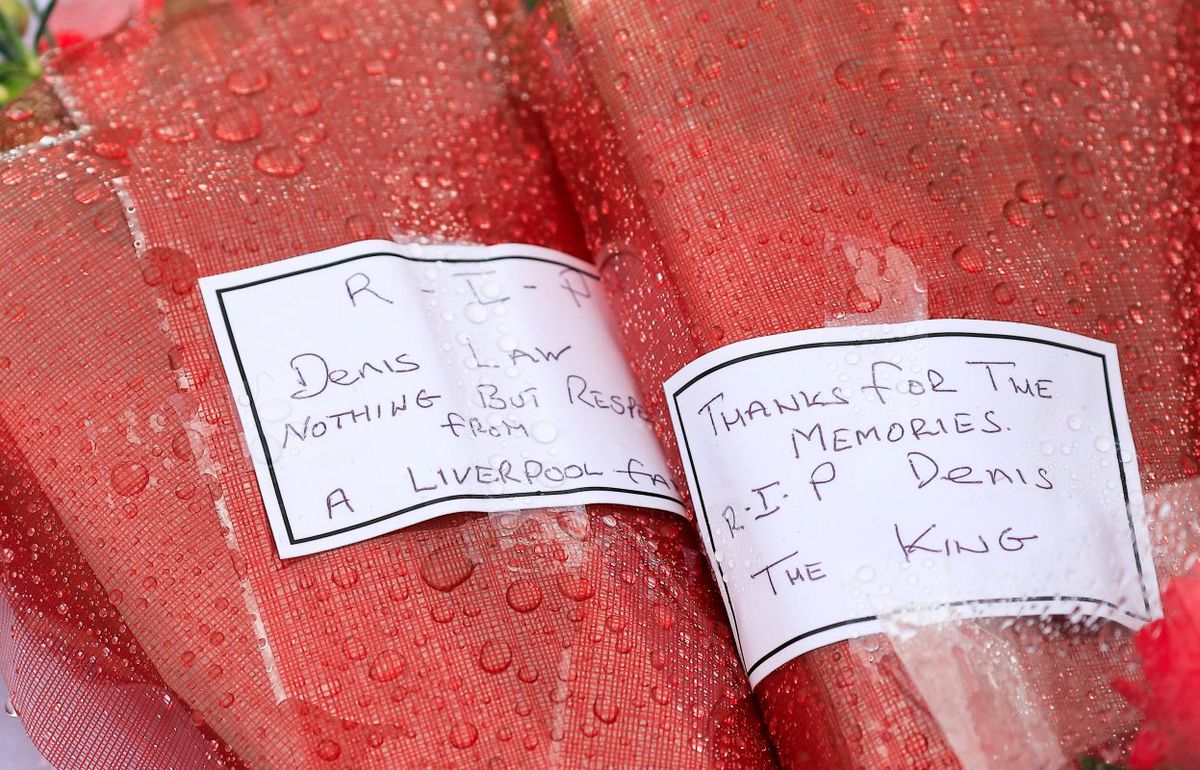 R - I - P
Denis Law
NOTHING BUT RESPE
FROM
A LIVERPOOL FA
THANKS FOR THE
MEMORIES.
R.I.P Denis
THE KING